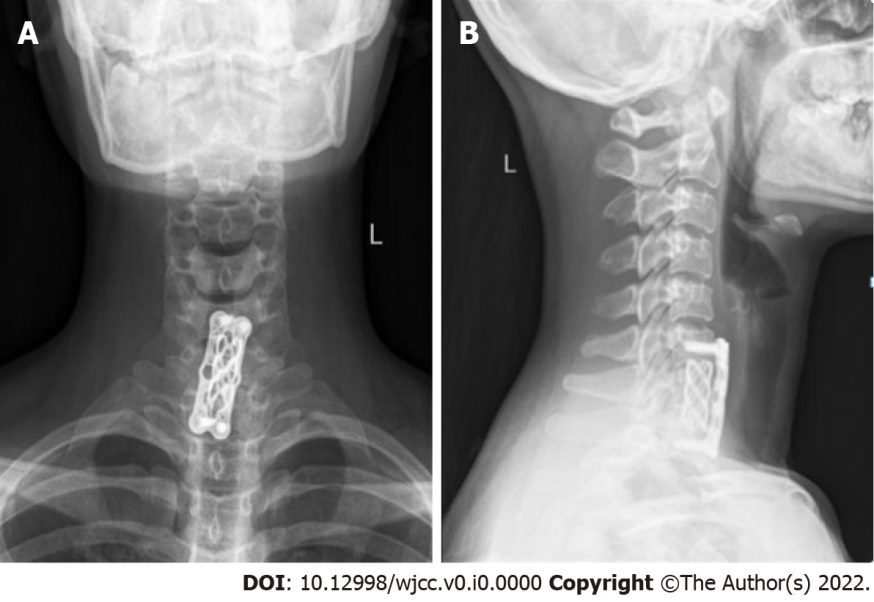 A
B
L
L
DOI: 10.12998/wjcc.v0.i0.0000 Copyright ©The Author(s) 2022.